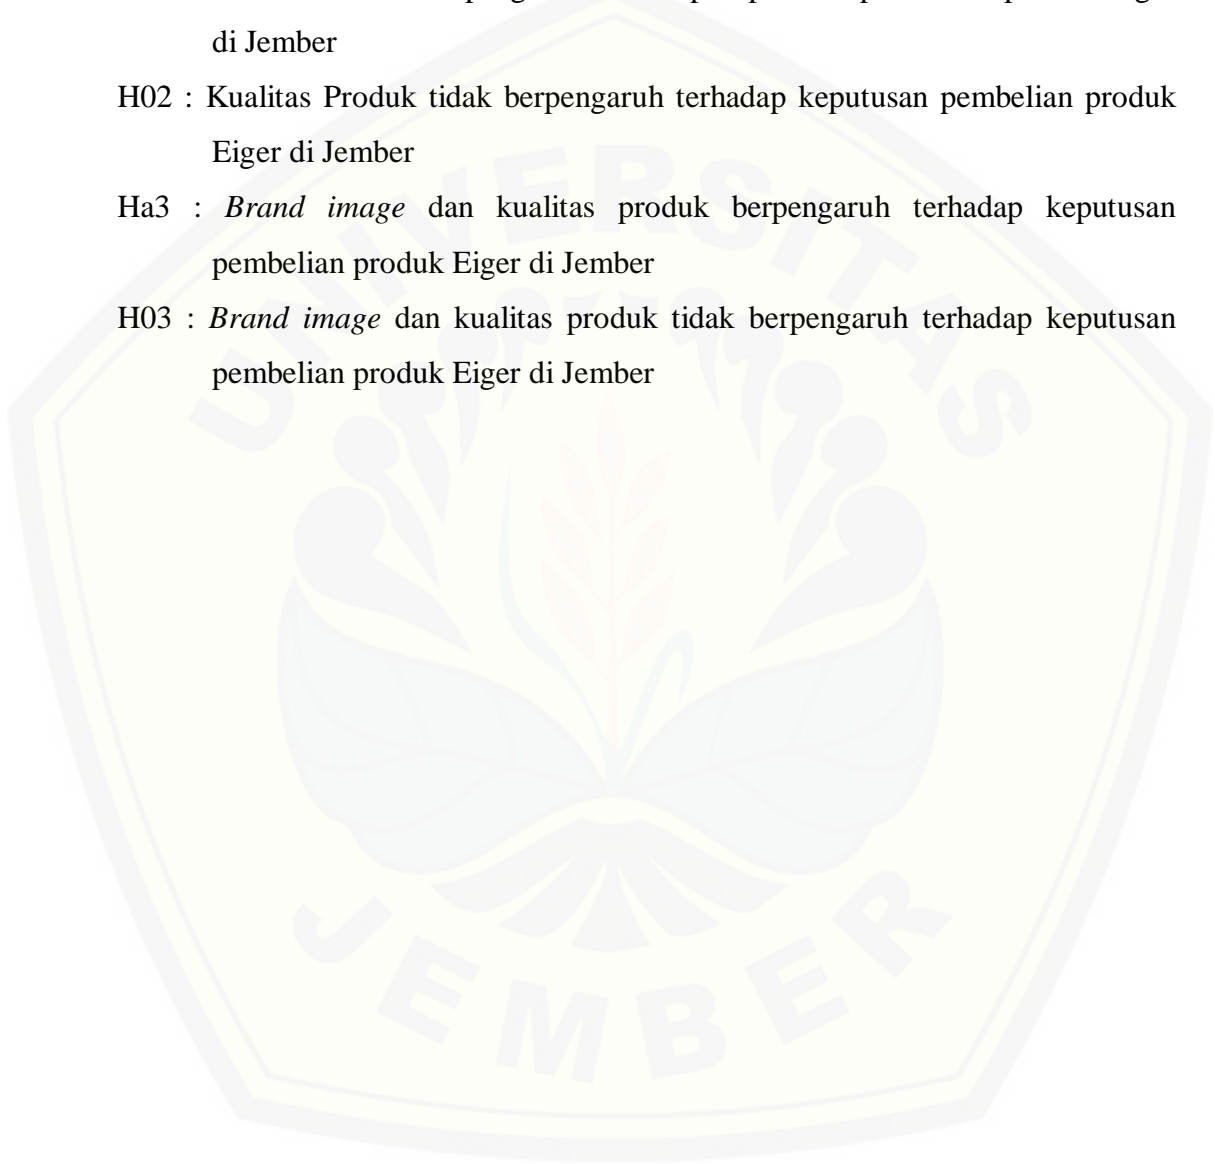 di Jember
H02 : Kualitas Produk tidak berpengaruh terhadap keputusan pembelian produk
Eiger di Jember
Ha3 : Brand image dan kualitas produk berpengaruh terhadap keputusan
pembelian produk Eiger di Jember
H03 : Brand image dan kualitas produk tidak berpengaruh terhadap keputusan
pembelian produk Eiger di Jember
UNIVERSITAS
JEMBER